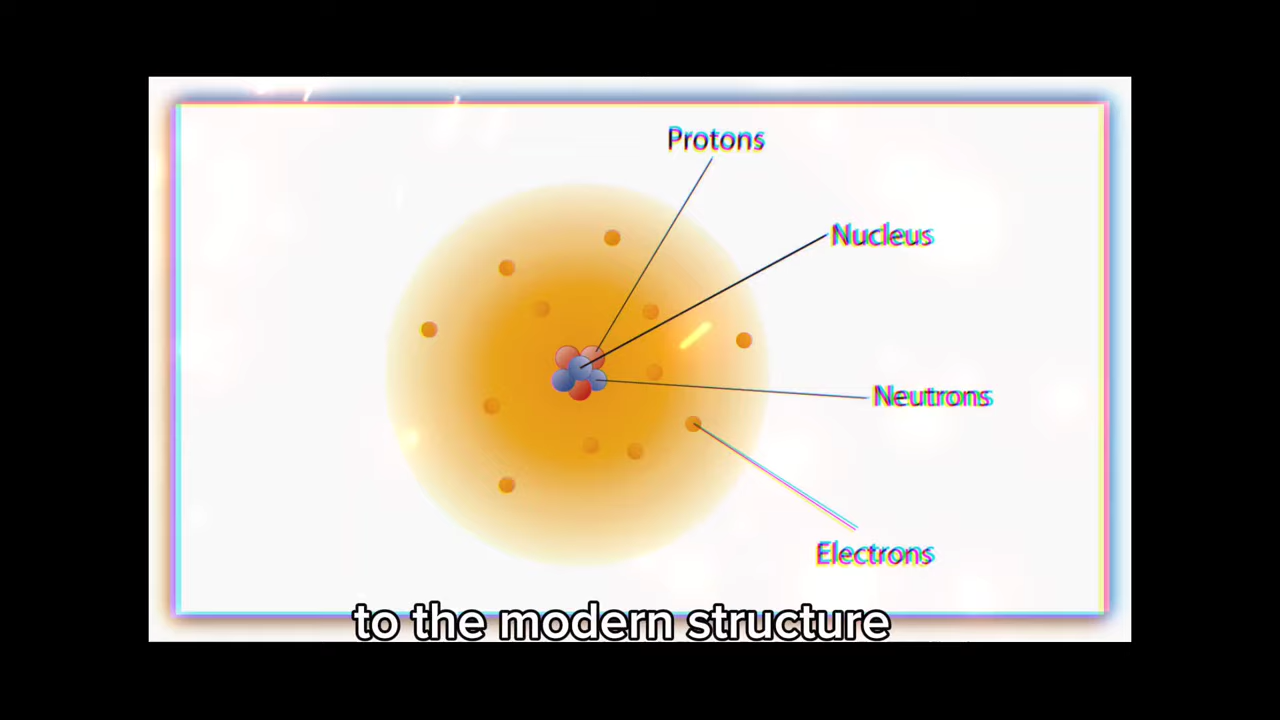 Protons
Nucleus
Neutrons
Electrons
to the modern structure